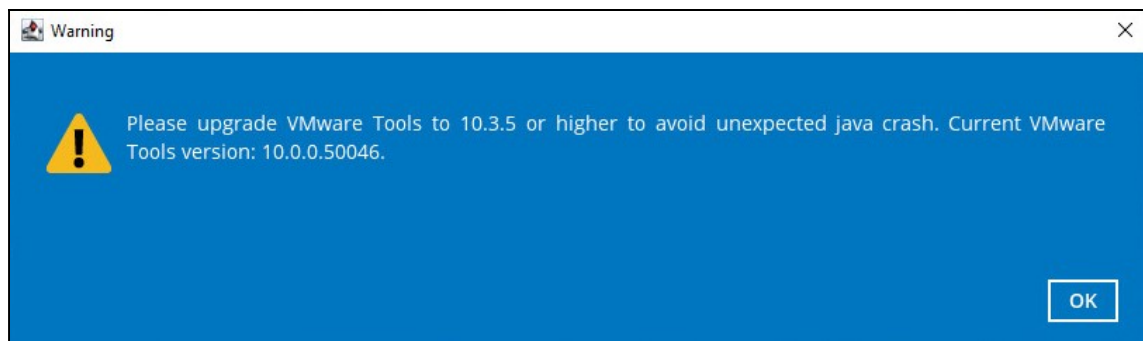 Warning
Please upgrade VMware Tools to 10.3.5 or higher to avoid unexpected java crash. Current VMware
Tools version: 10.0.0.50046.
OK